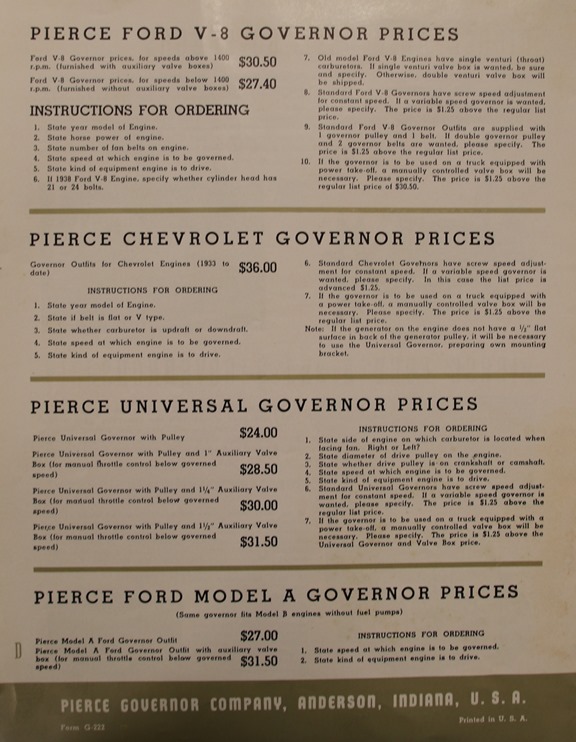 PIERCE FORD V-8 GOVERNOR PRICES
Ford V-8 Governor prices, for speeds above 1400
r.p.m. (furnished with auxiliary valve boxes) $30.50
Ford V-8 Governor prices, for speeds below 1400
r.p.m. (furnished without auxiliary valve boxes) $27.40
INSTRUCTIONS FOR ORDERING
1. State year model of Engine.
2. State horse power of engine.
3. State number of fan belts on engine.
4. State speed at which engine is to be governed.
5. State kind of equipment engine is to drive.
6. If 1938 Ford V-8 Engine, specify whether cylinder head has
21 or 24 bolts.
7. Old model Ford V-8 Engines have single venturi (throat)
carburetors. If single venturi valve box is wanted, be sure
and specify. Otherwise, double venturi valve box will
be shipped.
8. Standard Ford V-8 Governors have screw speed adjustment
for constant speed. If a variable speed governor is wanted,
please specify. The price is $1.25 above the regular list
price.
9. Standard Ford V-8 Governor Outfits are supplied with
1 governor pulley and 1 belt. If double governor pulley
and 2 governor belts are wanted, please specify. The
price is $1.25 above the regular list price.
10. If the governor is to be used on a truck equipped with
power take-off, a manually controlled valve box will be
necessary. Please specify. The price is $1.25 above the
regular list price of $30.50.
PIERCE CHEVROLET GOVERNOR PRICES
Governor Outfits for Chevrolet Engines (1933 to
date) $36.00
INSTRUCTIONS FOR ORDERING
1. State year model of Engine.
2. State if belt is flat or V type.
3. State whether carburetor is updraft or downdraft.
4. State speed at which engine is to be governed.
5. State kind of equipment engine is to drive.
6. Standard Chevrolet Governors have screw speed adjust-
ment for constant speed. If a variable speed governor is
wanted, please specify. In this case the list price is
advanced $1.25.
7. If the governor is to be used on a truck equipped with
a power take-off, a manually controlled valve box will be
necessary. Please specify. The price is $1.25 above the
regular list price.
Note: If the generator on the engine does not have a ½" flat
surface in back of the generator pulley, it will be necessary
to use the Universal Governor, preparing own mounting
bracket.
PIERCE UNIVERSAL GOVERNOR PRICES
Pierce Universal Governor with Pulley $24.00
Pierce Universal Governor with Pulley and 1" Auxiliary Valve
Box (for manual throttle control below governed
speed) $28.50
Pierce Universal Governor with Pulley and 1¼" Auxiliary Valve
Box (for manual throttle control below governed
speed) $30.00
Pierce Universal Governor with Pulley and 1½" Auxiliary Valve
Box (for manual throttle control below governed
speed) $31.50
INSTRUCTIONS FOR ORDERING
1. State side of engine on which carburetor is located when
facing fan. Right or Left?
2. State diameter of drive pulley on the engine.
3. State whether drive pulley is on crankshaft or camshaft.
4. State speed at which engine is to be governed.
5. State kind of equipment engine is to drive.
6. Standard Universal Governors have screw speed adjust-
ment for constant speed. If a variable speed governor is
wanted, please specify. The price is $1.25 above the
regular list price.
7. If the governor is to be used on a truck equipped with a
power take-off, a manually controlled valve box will be
necessary. Please specify. The price is $1.25 above the
Universal Governor and Valve Box price.
PIERCE FORD MODEL A GOVERNOR PRICES
(Same governor fits Model B engines without fuel pumps)
Pierce Model A Ford Governor Outfit $27.00
Pierce Model A Ford Governor Outfit with auxiliary valve
box (for manual throttle control below governed
speed) $31.50
INSTRUCTIONS FOR ORDERING
1. State speed at which engine is to be governed.
2. State kind of equipment engine is to drive.
D
PIERCE GOVERNOR COMPANY, ANDERSON, INDIANA, U. S. A.
Form G-222
Printed in U. S. A.